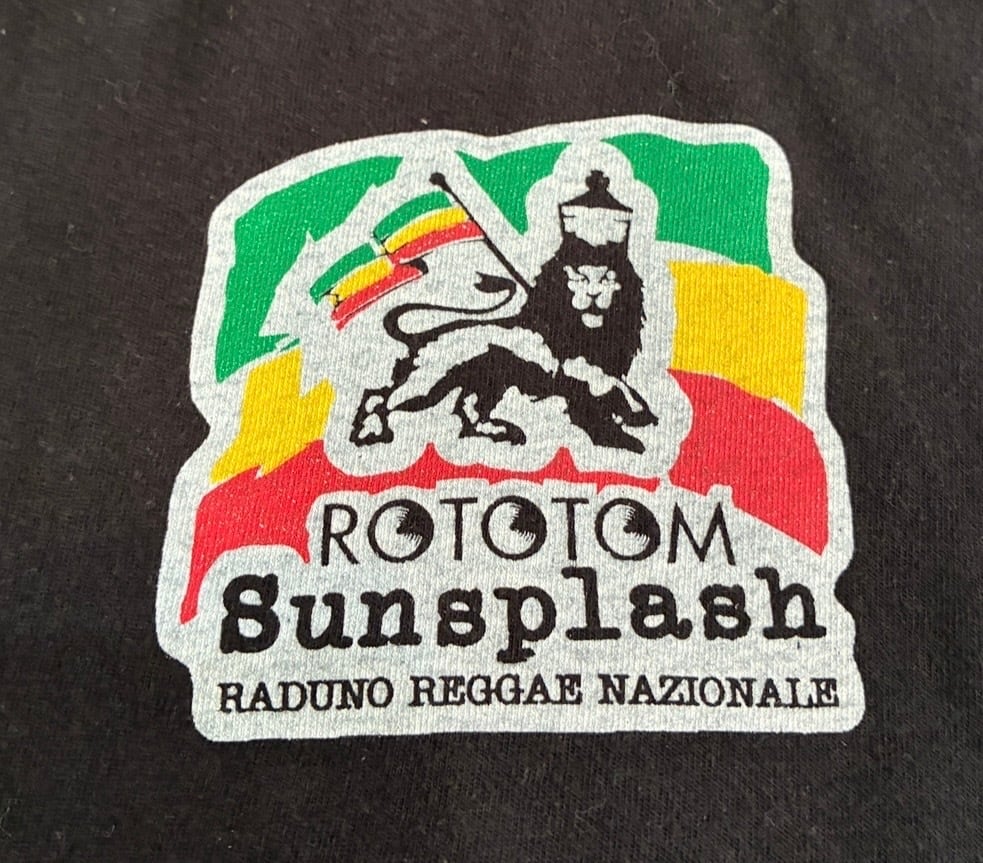 ROTOTOM
Sunsplash
RADUNO REGGAE NAZIONALE